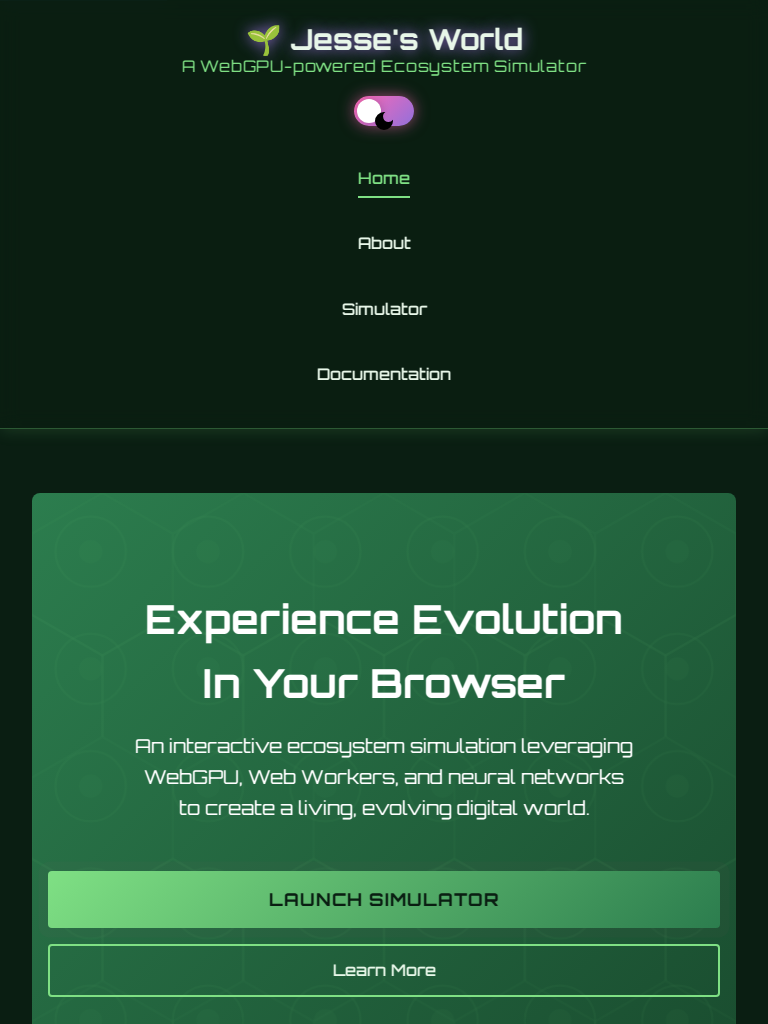 🌱 Jesse's World
A WebGPU-powered Ecosystem Simulator
Home
About
Simulator
Documentation
Experience Evolution
In Your Browser
An interactive ecosystem simulation leveraging
WebGPU, Web Workers, and neural networks
to create a living, evolving digital world.
LAUNCH SIMULATOR
Learn More